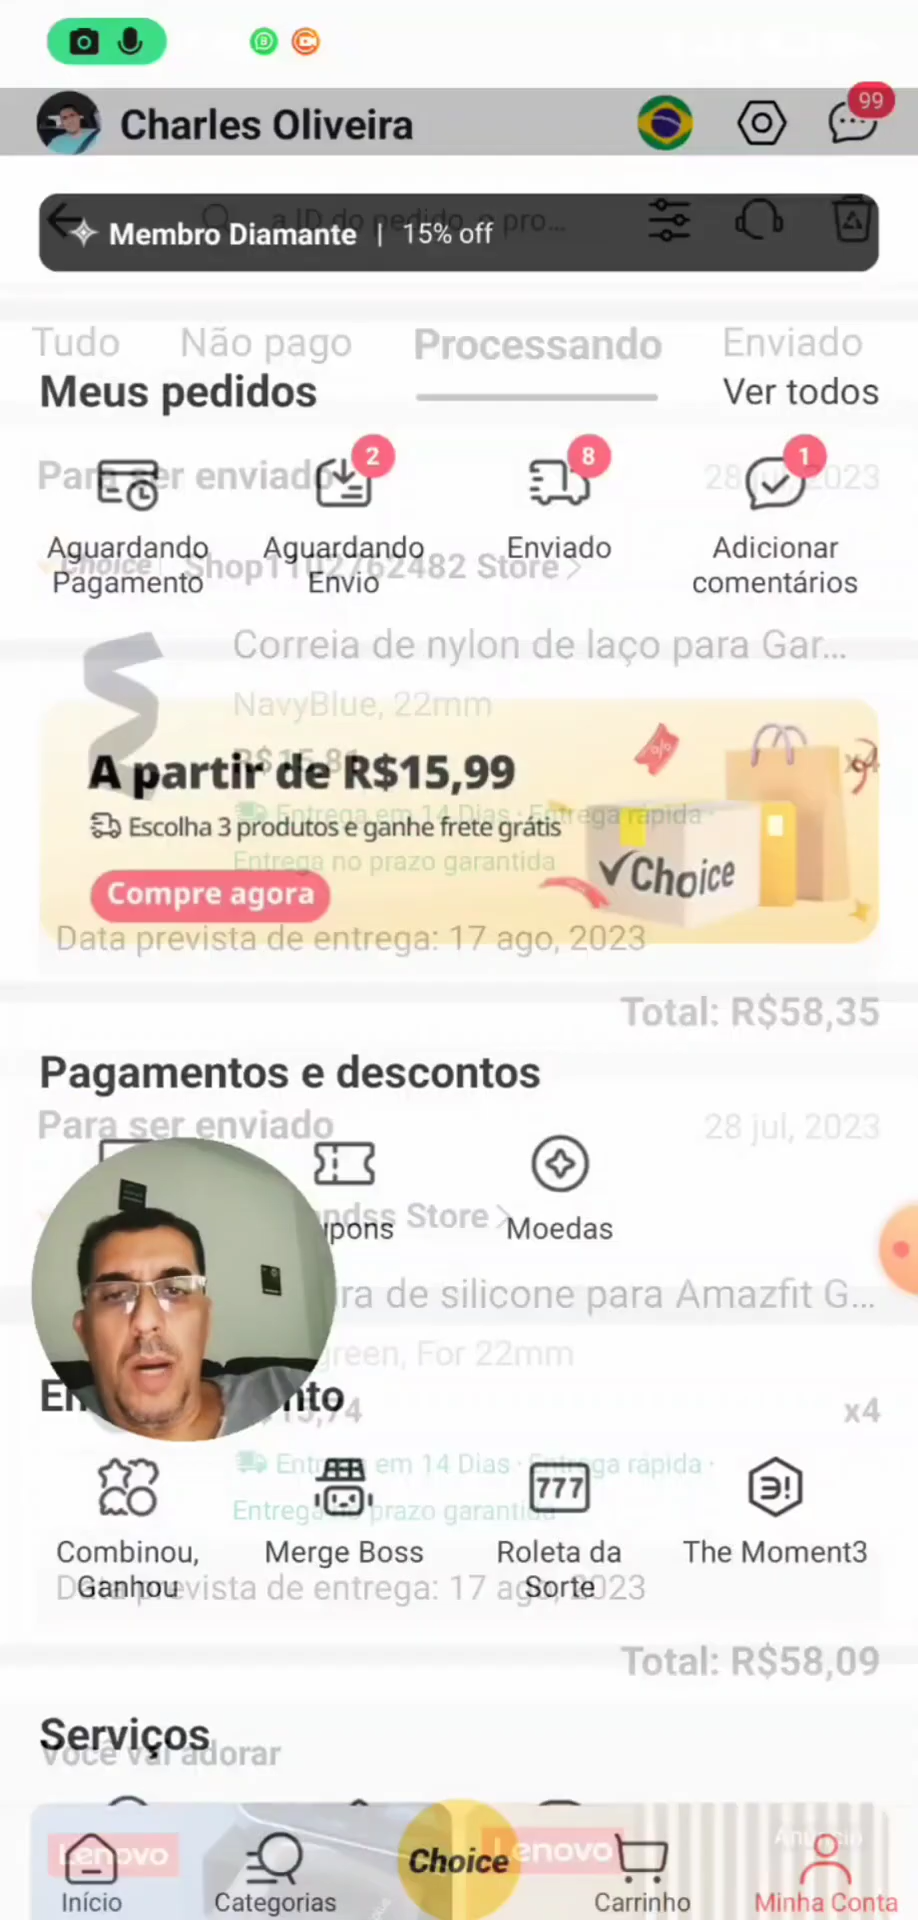 Charles Oliveira
99
Membro Diamante | 15% off
a ID do pedido, o pro...
Tudo Não pago Processando Enviado
Meus pedidos Ver todos
Para ser enviado 28 jul, 2023
2 8 1
Aguardando Pagamento
Aguardando Envio
Enviado
Adicionar comentários
Choice Shop1102762482 Store >
Correia de nylon de laço para Gar...
NavyBlue, 22mm
R$15,81 x4
A partir de R$15,99
Entrega em 14 Dias · Entrega rápida ·
Escolha 3 produtos e ganhe frete grátis
Entrega no prazo garantida
Choice
Compre agora
Data prevista de entrega: 17 ago, 2023
Total: R$58,35
Pagamentos e descontos
Para ser enviado 28 jul, 2023
Store >
Moedas
de silicone para Amazfit G...
For 22mm
x4
Entrega em 14 Dias · Entrega rápida ·
777
Entrega no prazo garantida
Combinou, Ganhou
Merge Boss
Roleta da Sorte
The Moment3
Data prevista de entrega: 17 ago, 2023
Total: R$58,09
Serviços
Você vai adorar
Lenovo
Lenovo
Anúncio
Início
Categorias
Choice
Carrinho
Minha Conta